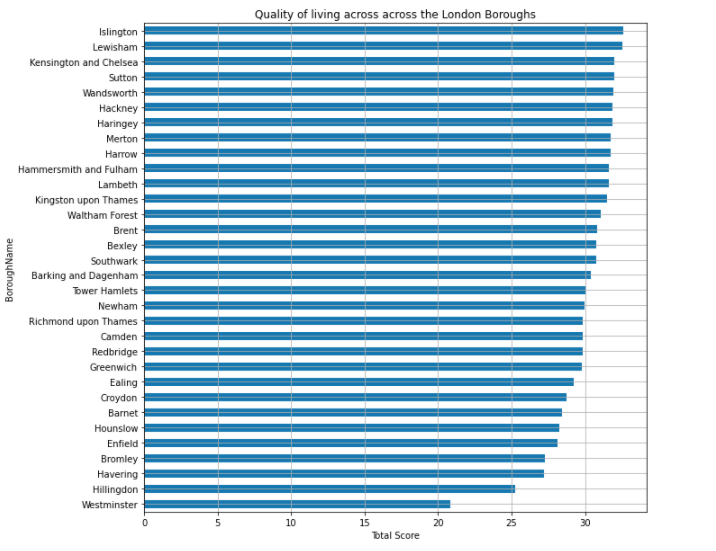 Quality of living across across the London Boroughs
Islington
Lewisham
Kensington and Chelsea
Sutton
Wandsworth
Hackney
Haringey
Merton
Harrow
Hammersmith and Fulham
Lambeth
Kingston upon Thames
Waltham Forest
Brent
Bexley
Southwark
Barking and Dagenham
Tower Hamlets
Newham
Richmond upon Thames
Camden
Redbridge
Greenwich
Ealing
Croydon
Barnet
Hounslow
Enfield
Bromley
Havering
Hillingdon
Westminster
BoroughName
0 5 10 15 20 25 30
Total Score